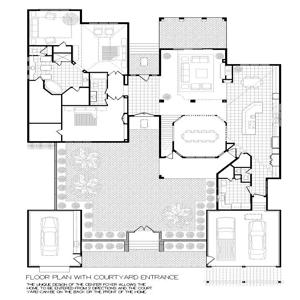 FLOOR PLAN WITH COURTYARD ENTRANCE
THE UNIQUE DESIGN OF THE CENTER FOYER ALLOWS THE
HOME TO BE ENTERED FROM 2 DIRECTIONS AND THE COURT
YARD CAN BE ON THE BACK OR THE FRONT OF THE HOME.